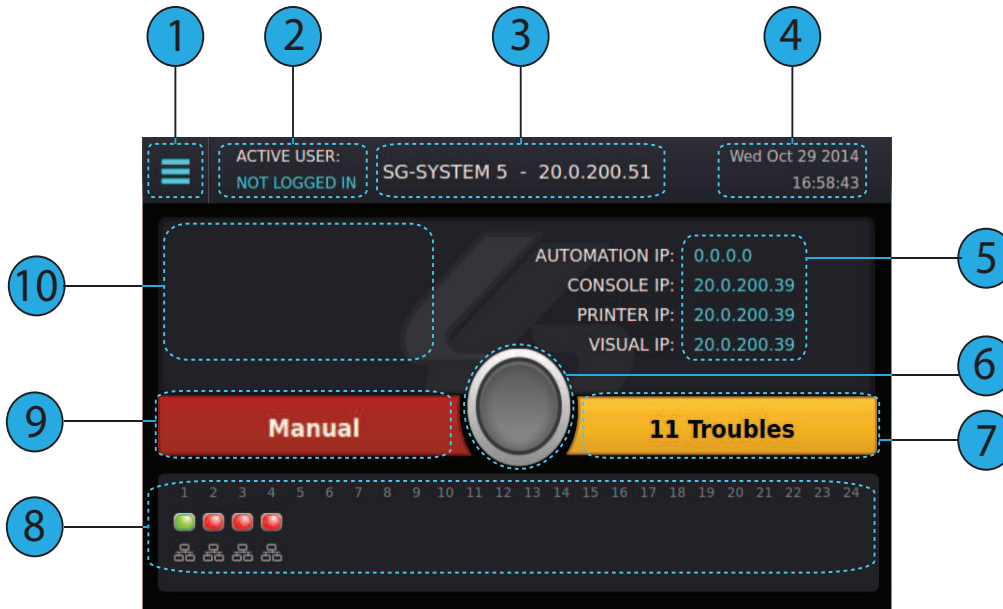 1 2 3 4
ACTIVE USER:
NOT LOGGED IN
SG-SYSTEM 5 - 20.0.200.51
Wed Oct 29 2014
16:58:43
AUTOMATION IP: 0.0.0.0
CONSOLE IP: 20.0.200.39
PRINTER IP: 20.0.200.39
VISUAL IP: 20.0.200.39
5
10
6
9
Manual
11 Troubles
7
1 2 3 4 5 6 7 8 9 10 11 12 13 14 15 16 17 18 19 20 21 22 23 24
8